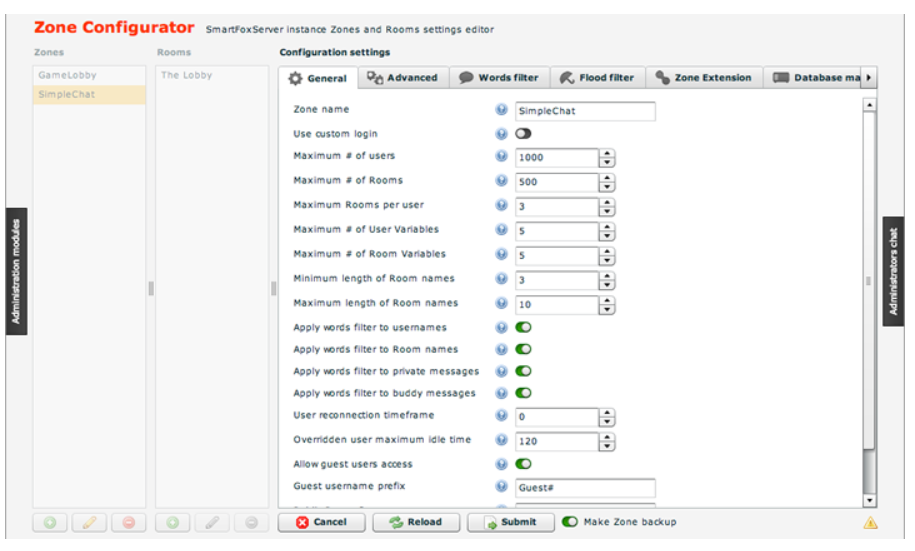 Zone Configurator SmartFoxServer instance Zones and Rooms settings editor
Zones Rooms Configuration settings
GameLobby
SimpleChat
The Lobby
General Advanced Words filter Flood filter Zone Extension Database ma
Zone name SimpleChat
Use custom login
Maximum # of users 1000
Maximum # of Rooms 500
Maximum Rooms per user 3
Maximum # of User Variables 5
Maximum # of Room Variables 5
Minimum length of Room names 3
Maximum length of Room names 10
Apply words filter to usernames
Apply words filter to Room names
Apply words filter to private messages
Apply words filter to buddy messages
User reconnection timeframe 0
Overridden user maximum idle time 120
Allow guest users access
Guest username prefix Guest#
Cancel Reload Submit Make Zone backup
Administration modules
Administrators chat